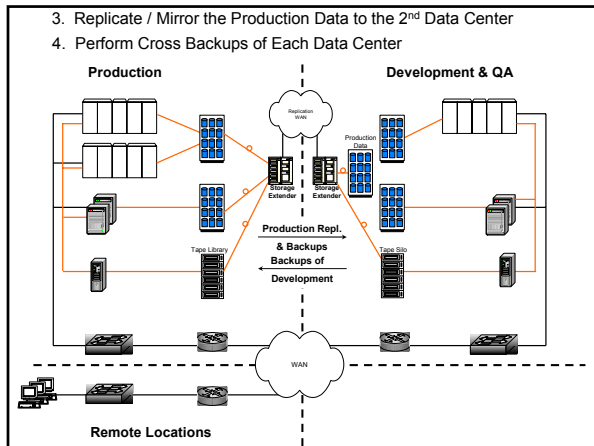 3. Replicate / Mirror the Production Data to the 2nd Data Center
4. Perform Cross Backups of Each Data Center
Production
Development & QA
Replication
WAN
Production
Data
Storage
Extender
Storage
Extender
Production Repl.
& Backups
Backups of
Development
Tape Library
Tape Silo
WAN
Remote Locations